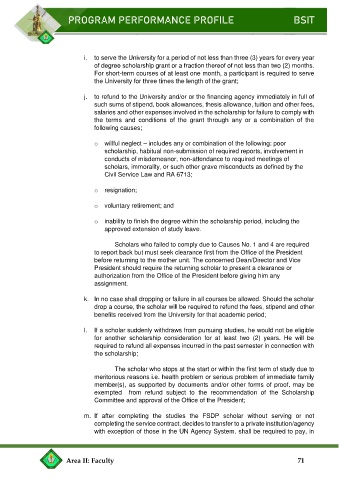 PROGRAM PERFORMANCE PROFILE BSIT
i. to serve the University for a period of not less than three (3) years for every year
of degree scholarship grant or a fraction thereof of not less than two (2) months.
For short-term courses of at least one month, a participant is required to serve
the University for three times the length of the grant;
j. to refund to the University and/or or the financing agency immediately in full of
such sums of stipend, book allowances, thesis allowance, tuition and other fees,
salaries and other expenses involved in the scholarship for failure to comply with
the terms and conditions of the grant through any or a combination of the
following causes;
o willful neglect – includes any or combination of the following: poor
scholarship, habitual non-submission of required reports, involvement in
conducts of misdemeanor; non-attendance to required meetings of
scholars, immorality, or such other grave misconducts as defined by the
Civil Service Law and RA 6713;
o resignation;
o voluntary retirement; and
o inability to finish the degree within the scholarship period, including the
approved extension of study leave.
Scholars who failed to comply due to Causes No. 1 and 4 are required
to report back but must seek clearance first from the Office of the President
before returning to the mother unit. The concerned Dean/Director and Vice
President should require the returning scholar to present a clearance or
authorization from the Office of the President before giving him any
assignment.
k. In no case shall dropping or failure in all courses be allowed. Should the scholar
drop a course, the scholar will be required to refund the fees, stipend and other
benefits received from the University for that academic period;
l. If a scholar suddenly withdraws from pursuing studies, he would not be eligible
for another scholarship consideration for at least two (2) years. He will be
required to refund all expenses incurred in the past semester in connection with
the scholarship;
The scholar who stops at the start or within the first term of study due to
meritorious reasons i.e. health problem or serious problem of immediate family
member(s), as supported by documents and/or other forms of proof, may be
exempted from refund subject to the recommendation of the Scholarship
Committee and approval of the Office of the President;
m. If after completing the studies the FSDP scholar without serving or not
completing the service contract, decides to transfer to a private institution/agency
with exception of those in the UN Agency System, shall be required to pay, in
Area II: Faculty 71